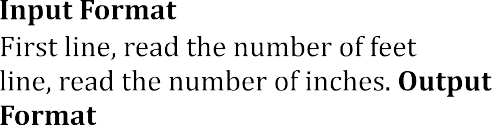 Input Format
First line, read the number of feet
line, read the number of inches. Output
Format